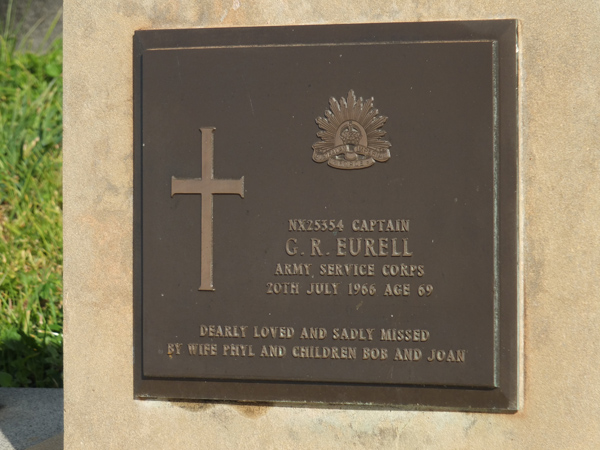 NX25354 CAPTAIN
G. R. EURELL
ARMY SERVICE CORPS
20TH JULY 1966 AGE 69
DEARLY LOVED AND SADLY MISSED
BY WIFE PHYL AND CHILDREN BOB AND JOAN